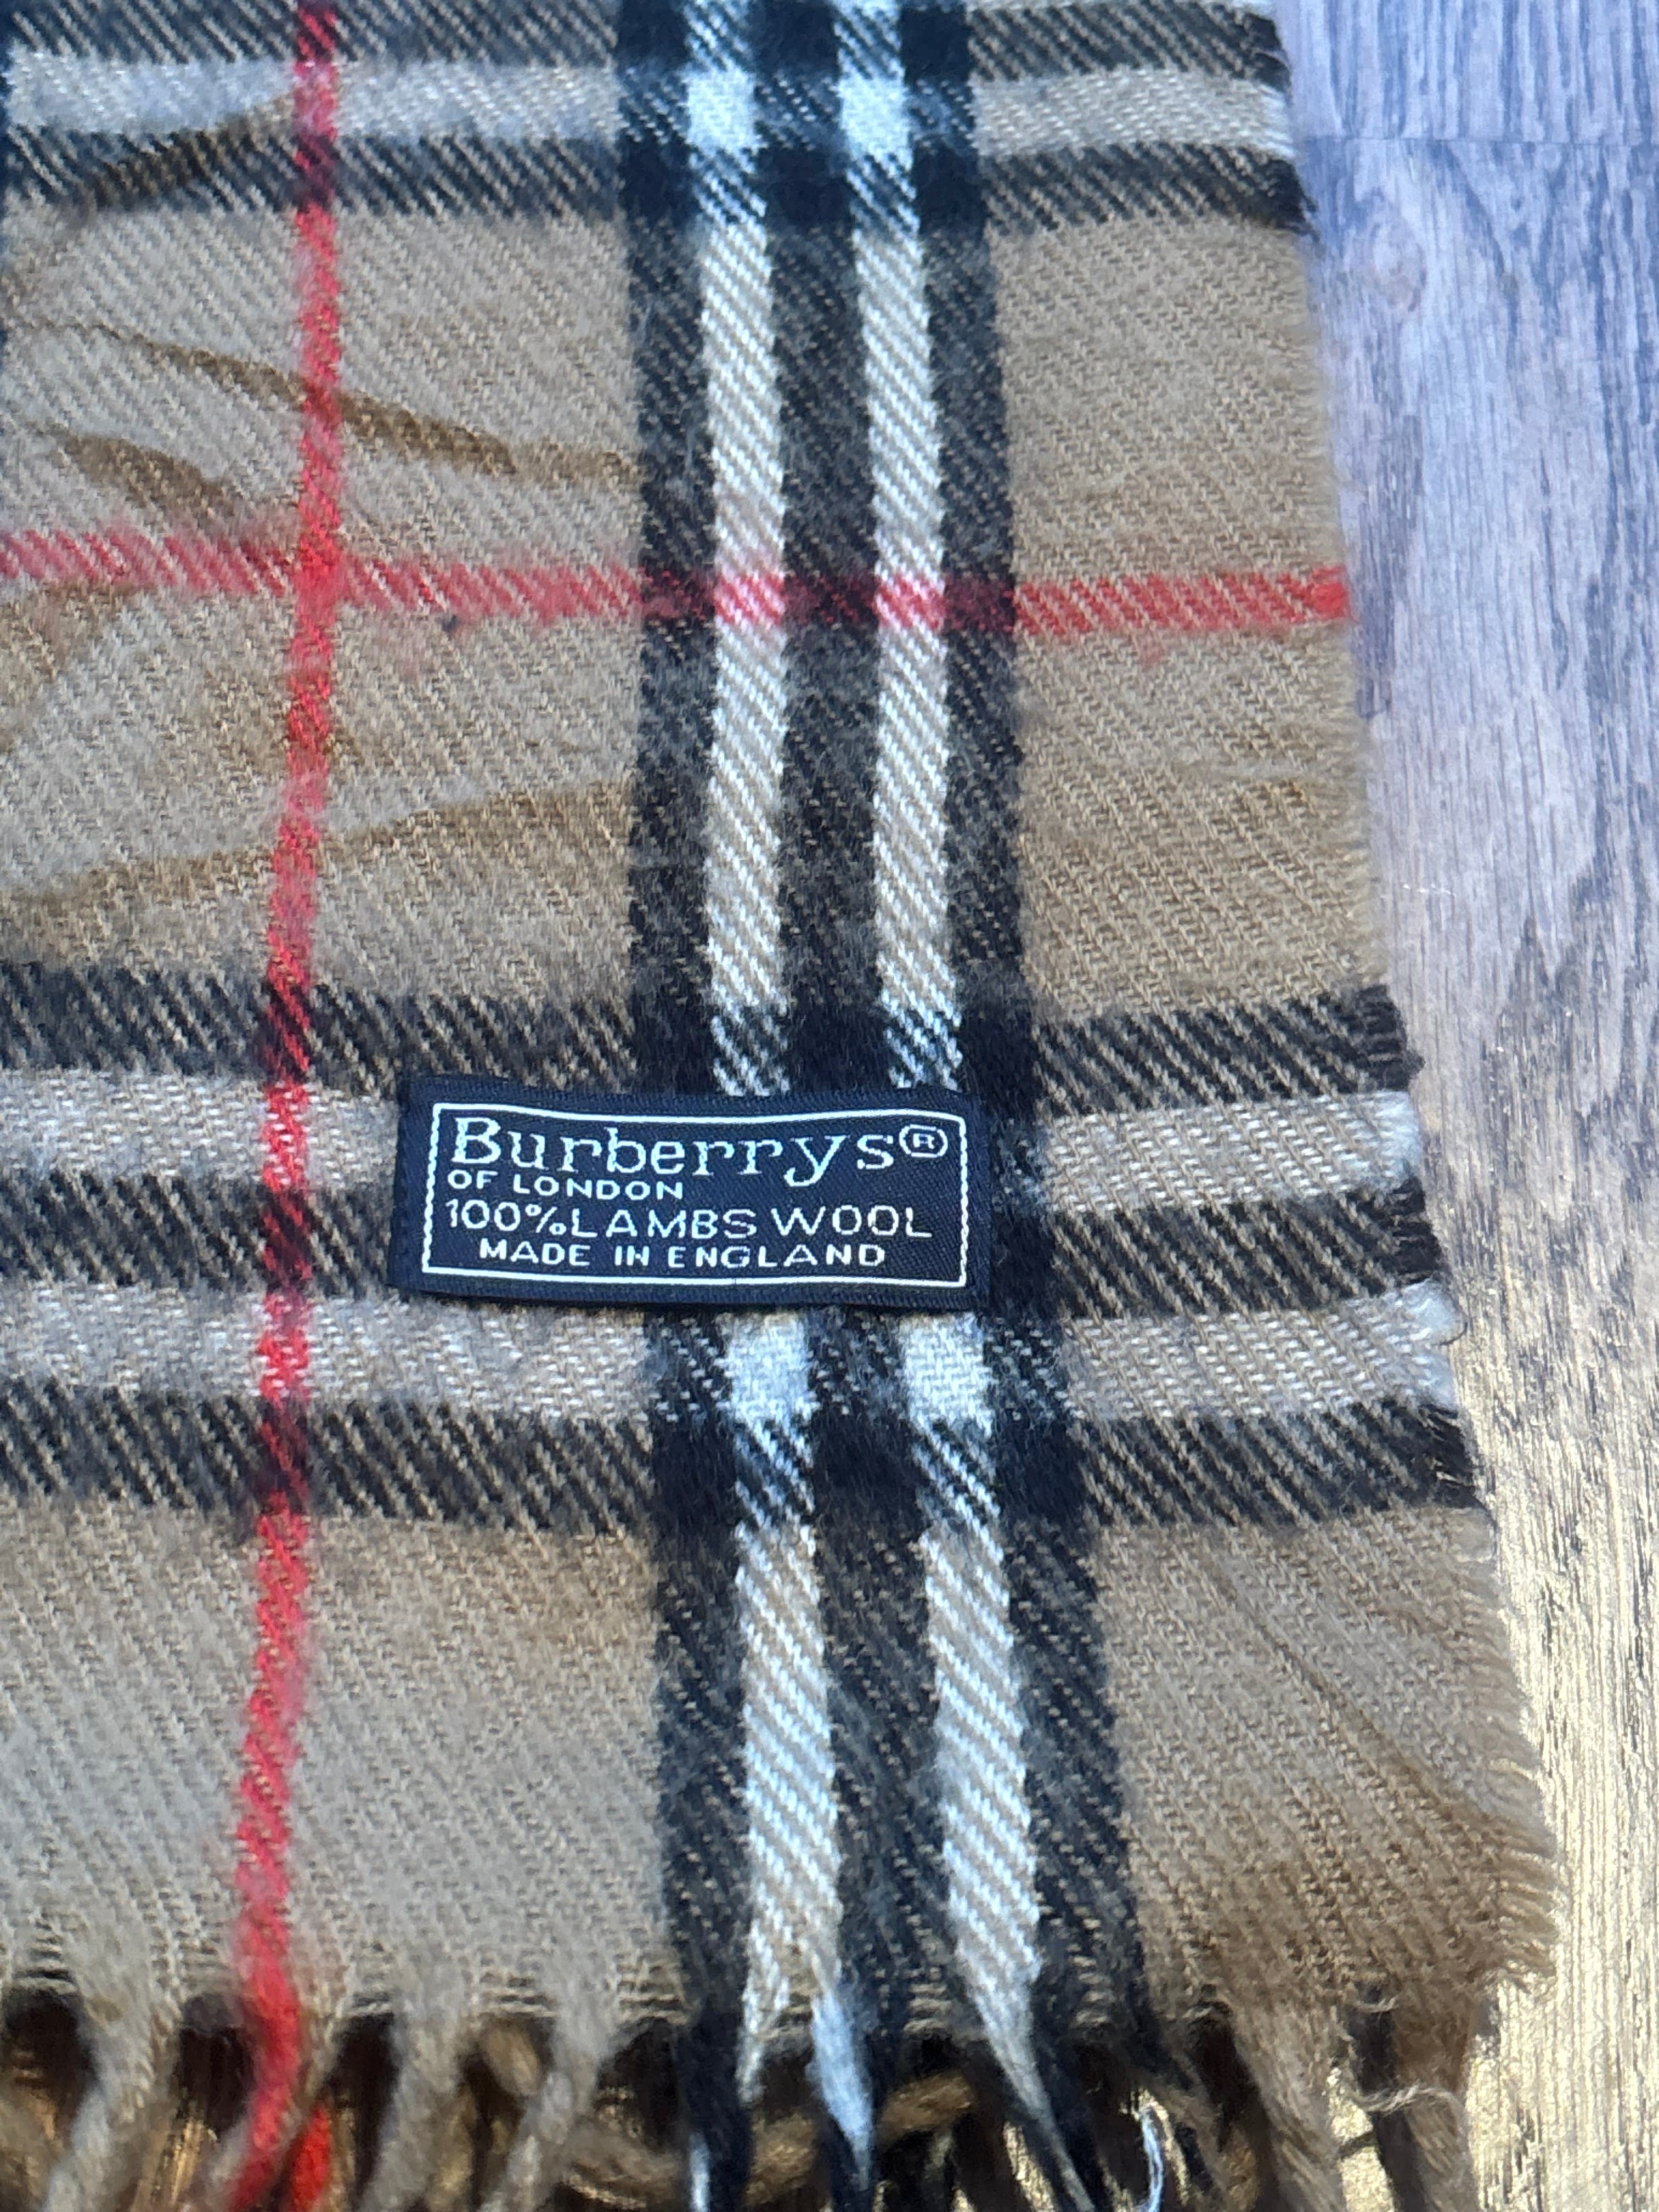 Burberrys®
OF LONDON
100% LAMBS WOOL
MADE IN ENGLAND